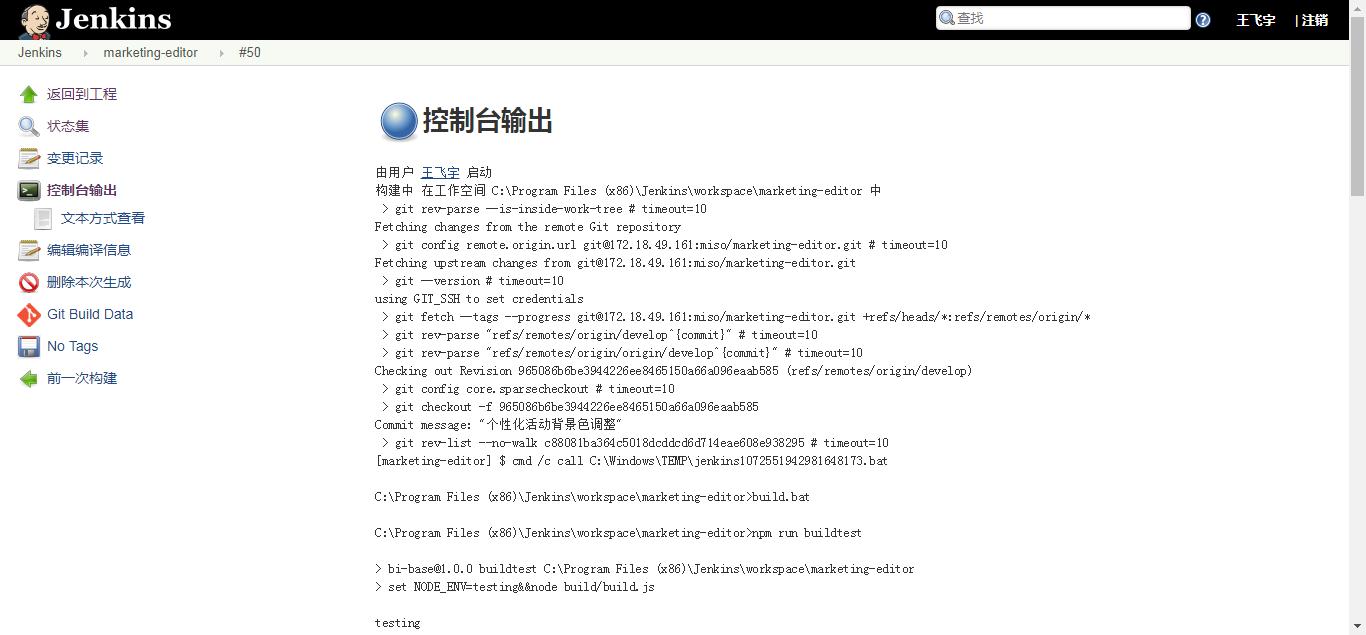 Jenkins
查找
王飞宇 | 注销
Jenkins marketing-editor #50
返回到工程
状态集
变更记录
控制台输出
文本方式查看
编辑编译信息
删除本次生成
Git Build Data
No Tags
前一次构建
控制台输出
由用户 王飞宇 启动
构建中 在工作空间 C:\Program Files (x86)\Jenkins\workspace\marketing-editor 中
> git rev-parse --is-inside-work-tree # timeout=10
Fetching changes from the remote Git repository
> git config remote.origin.url git@172.18.49.161:miso/marketing-editor.git # timeout=10
Fetching upstream changes from git@172.18.49.161:miso/marketing-editor.git
> git --version # timeout=10
using GIT_SSH to set credentials
> git fetch --tags --progress git@172.18.49.161:miso/marketing-editor.git +refs/heads/*:refs/remotes/origin/*
> git rev-parse "refs/remotes/origin/develop^{commit}" # timeout=10
> git rev-parse "refs/remotes/origin/origin/develop^{commit}" # timeout=10
Checking out Revision 965086b6be3944226ee8465150a66a096eaab585 (refs/remotes/origin/develop)
> git config core.sparsecheckout # timeout=10
> git checkout -f 965086b6be3944226ee8465150a66a096eaab585
Commit message: "个性化活动背景色调整"
> git rev-list --no-walk c88081ba364c5018dcddcd6d714eae608e938295 # timeout=10
[marketing-editor] $ cmd /c call C:\Windows\TEMP\jenkins1072551942981648173.bat
C:\Program Files (x86)\Jenkins\workspace\marketing-editor>build.bat
C:\Program Files (x86)\Jenkins\workspace\marketing-editor>npm run buildtest
> bi-base@1.0.0 buildtest C:\Program Files (x86)\Jenkins\workspace\marketing-editor
> set NODE_ENV=testing&&node build/build.js
testing